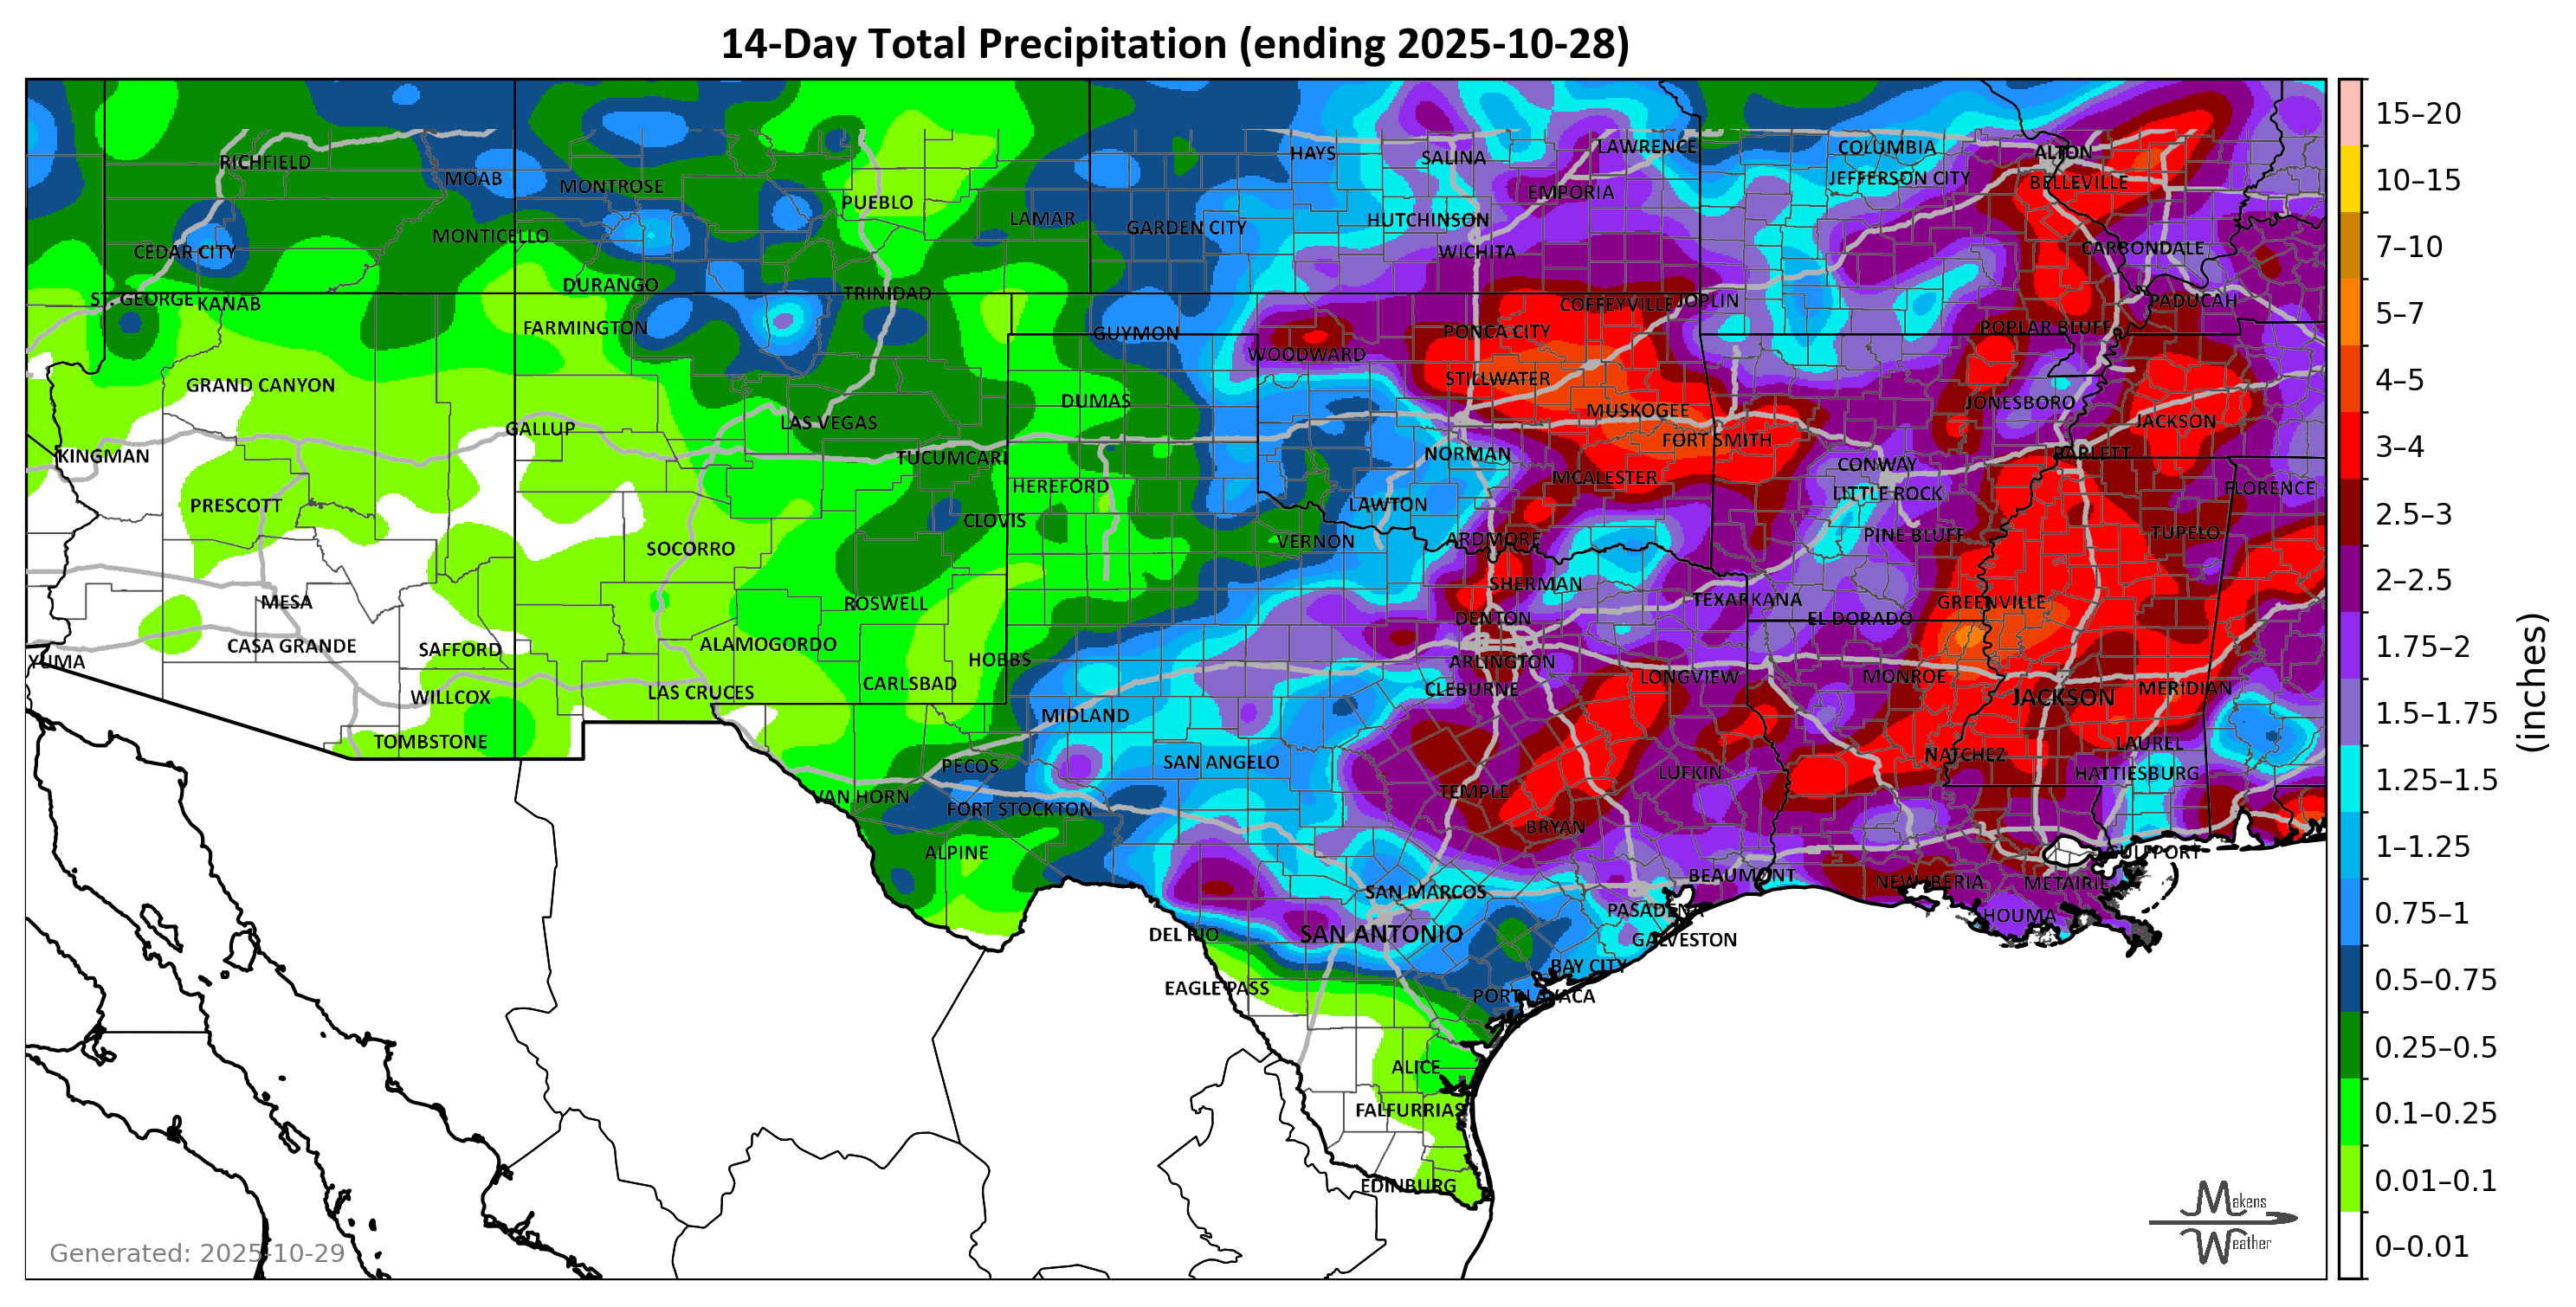 14-Day Total Precipitation (ending 2025-10-28)
RICHFIELD
MOAB
MONTROSE
PUEBLO
LAMAR
HAYS
SALINA
LAWRENCE
COLUMBIA
ALTON
JEFFERSON CITY
BELLEVILLE
EMPORIA
GARDEN CITY
HUTCHINSON
MONTICELLO
CEDAR CITY
WICHITA
CARBONDALE
DURANGO
TRINIDAD
ST. GEORGE
KANAB
COFFEYVILLE
JOPLIN
PADUCAH
FARMINGTON
GUYMON
PONCA CITY
POPLAR BLUFF
WOODWARD
GRAND CANYON
STILLWATER
DUMAS
MUSKOGEE
JONESBORO
JACKSON
GALLUP
LAS VEGAS
FORT SMITH
KINGMAN
TUCUMCARI
NORMAN
BARLETT
CONWAY
HEREFORD
MCALESTER
LITTLE ROCK
FLORENCE
PRESCOTT
LAWTON
CLOVIS
PINE BLUFF
TUPELO
SOCORRO
VERNON
ARDMORE
SHERMAN
MESA
ROSWELL
TEXARKANA
GREENVILLE
DENTON
EL DORADO
CASA GRANDE
SAFFORD
ALAMOGORDO
HOBBS
ARLINGTON
YUMA
LONGVIEW
MONROE
CLEBURNE
WILLCOX
LAS CRUCES
CARLSBAD
JACKSON
MERIDIAN
MIDLAND
TOMBSTONE
LAUREL
NATCHEZ
PECOS
SAN ANGELO
LUFKIN
HATTIESBURG
VAN HORN
FORT STOCKTON
TEMPLE
BRYAN
ALPINE
GULFPORT
BEAUMONT
NEW IBERIA
METAIRIE
SAN MARCOS
PASADENA
HOUMA
DEL RIO
SAN ANTONIO
GALVESTON
BAY CITY
EAGLE PASS
PORT LAVACA
ALICE
FALFURRIAS
EDINBURG
Generated: 2025-10-29
Makens
Weather
15–20
10–15
7–10
5–7
4–5
3–4
2.5–3
2–2.5
1.75–2
1.5–1.75
1.25–1.5
1–1.25
0.75–1
0.5–0.75
0.25–0.5
0.1–0.25
0.01–0.1
0–0.01
(inches)